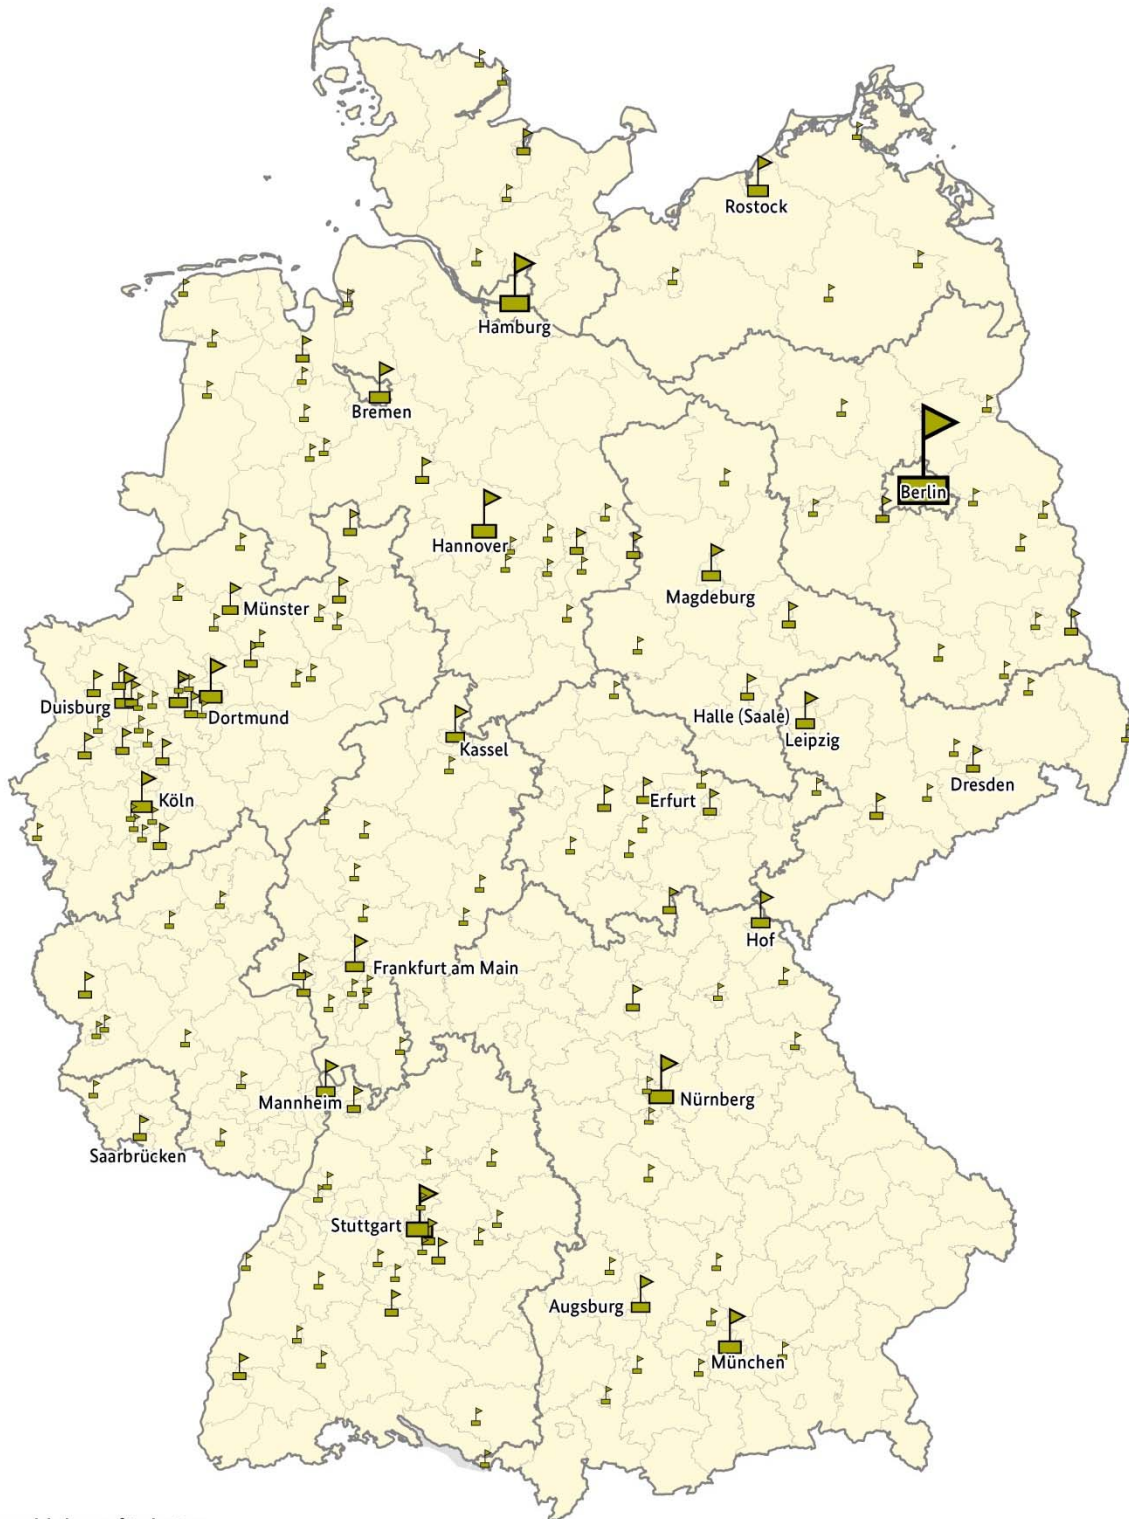 Rostock
Hamburg
Bremen
Berlin
Hannover
Magdeburg
Münster
Duisburg
Dortmund
Halle (Saale)
Leipzig
Kassel
Dresden
Köln
Erfurt
Hof
Frankfurt am Main
Mannheim
Nürnberg
Saarbrücken
Stuttgart
Augsburg
München